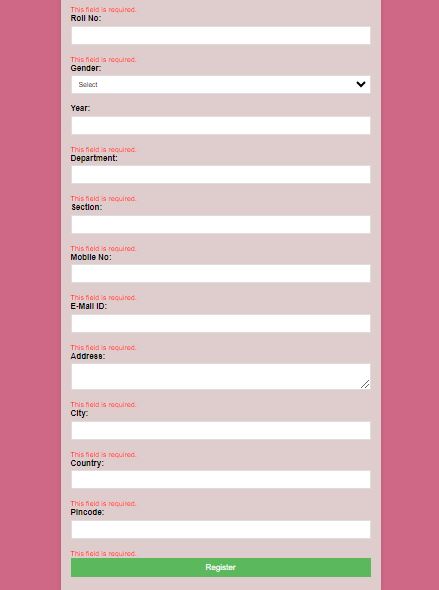 This field is required.
Roll No:
This field is required.
Gender:
Select
Year:
This field is required.
Department:
This field is required.
Section:
This field is required.
Mobile No:
This field is required.
E-Mail ID:
This field is required.
Address:
This field is required.
City:
This field is required.
Country:
This field is required.
Pincode:
This field is required.
Register